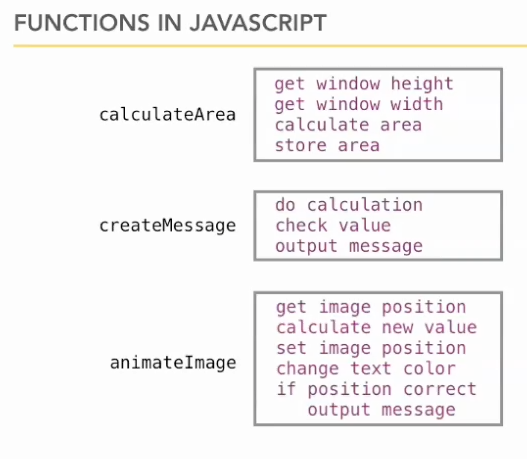 FUNCTIONS IN JAVASCRIPT
calculateArea
get window height
get window width
calculate area
store area
createMessage
do calculation
check value
output message
animateImage
get image position
calculate new value
set image position
change text color
if position correct
output message